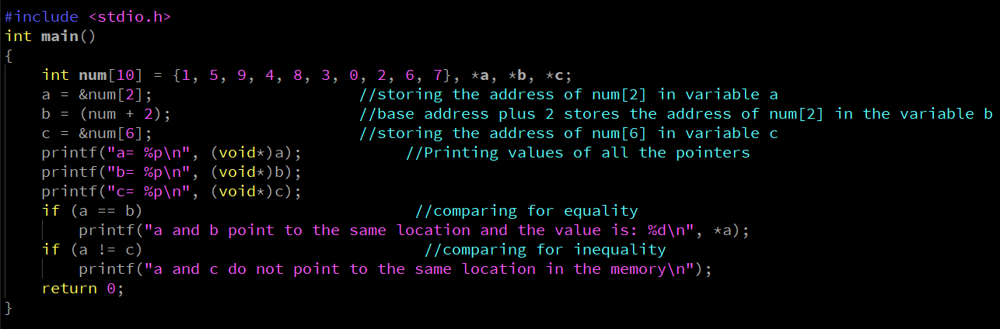 #include <stdio.h>
int main()
{
    int num[10] = {1, 5, 9, 4, 8, 3, 0, 2, 6, 7}, *a, *b, *c;
    a = &num[2];                      //storing the address of num[2] in variable a
    b = (num + 2);                    //base address plus 2 stores the address of num[2] in the variable b
    c = &num[6];                      //storing the address of num[6] in variable c
    printf("a= %p\n", (void*)a);           //Printing values of all the pointers
    printf("b= %p\n", (void*)b);
    printf("c= %p\n", (void*)c);
    if (a == b)                             //comparing for equality
        printf("a and b point to the same location and the value is: %d\n", *a);
    if (a != c)                              //comparing for inequality
        printf("a and c do not point to the same location in the memory\n");
    return 0;
}